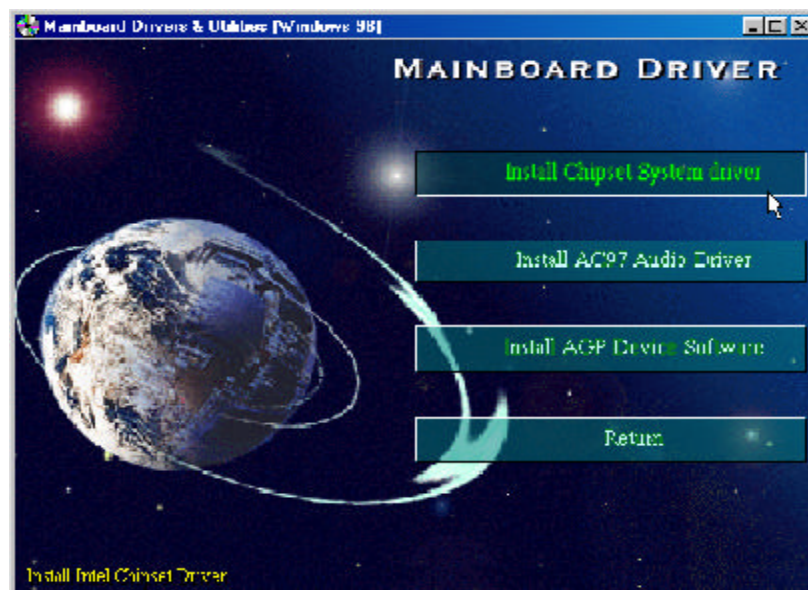 Mainboard Drivers & Utilities [Windows 98]
MAINBOARD DRIVER
Install Chipset System driver
Install AC97 Audio Driver
Install AGP Device Software
Return
Install Intel Chipset Driver